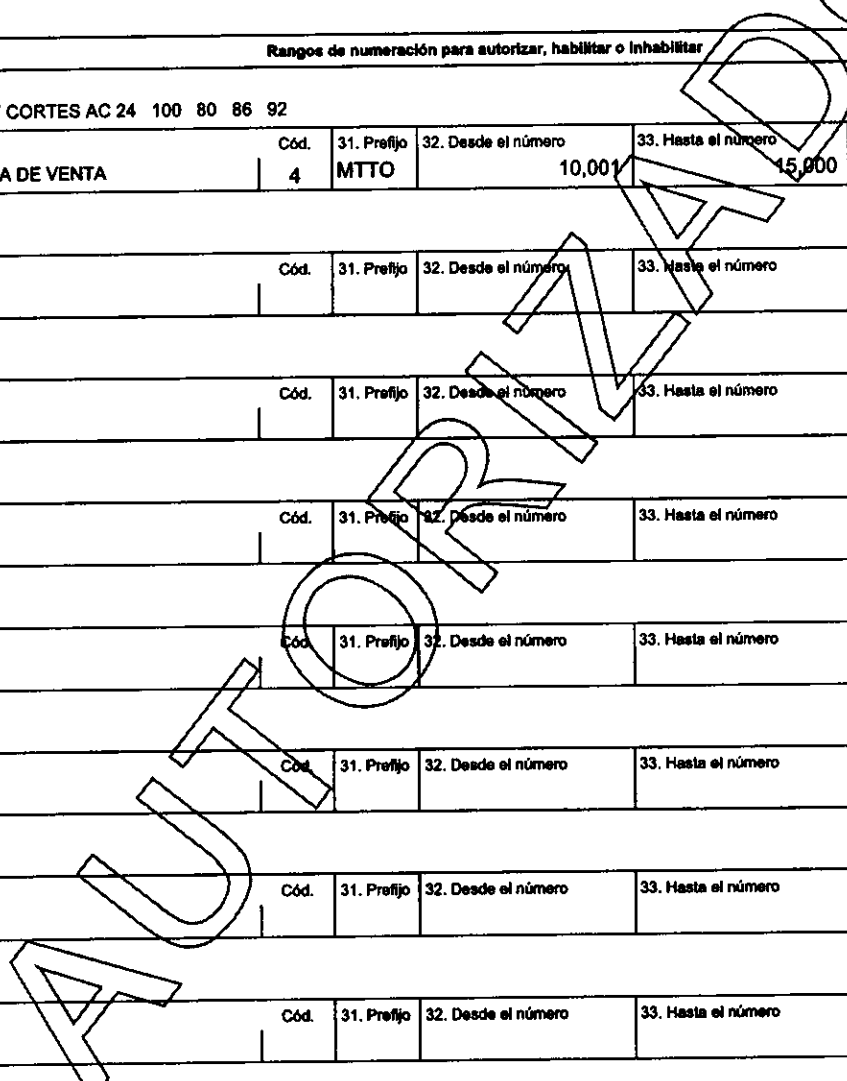 Rangos de numeración para autorizar, habilitar o inhabilitar
CORTES AC 24 100 80 86 92
Cód. 31. Prefijo 32. Desde el número 33. Hasta el número
A DE VENTA 4 MTTO 10,001 15,000
Cód. 31. Prefijo 32. Desde el número 33. Hasta el número
Cód. 31. Prefijo 32. Desde el número 33. Hasta el número
Cód. 31. Prefijo 32. Desde el número 33. Hasta el número
Cód. 31. Prefijo 32. Desde el número 33. Hasta el número
Cód. 31. Prefijo 32. Desde el número 33. Hasta el número
Cód. 31. Prefijo 32. Desde el número 33. Hasta el número
Cód. 31. Prefijo 32. Desde el número 33. Hasta el número
AUTORIZADO